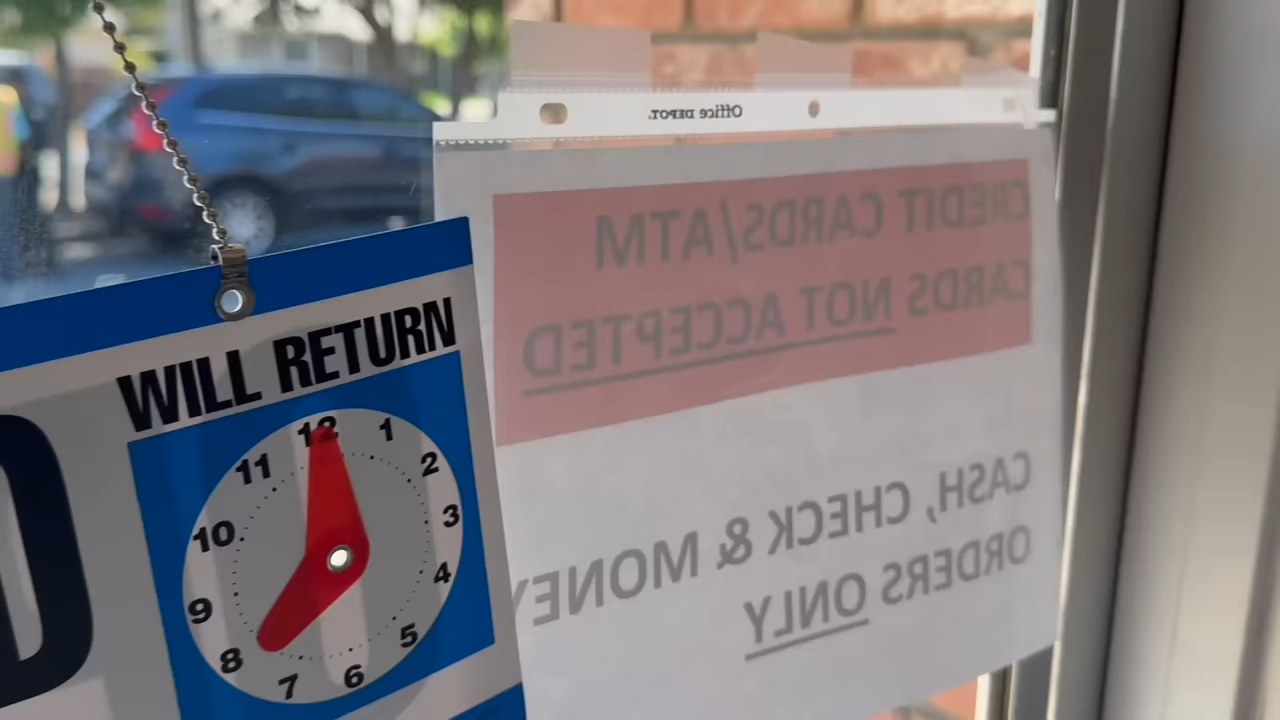 WILL RETURN
12
1
2
3
4
5
6
7
8
9
10
11
Office DEPOT.
CREDIT CARDS/ATM
CARDS NOT ACCEPTED
CASH, CHECK & MONEY
ORDERS ONLY